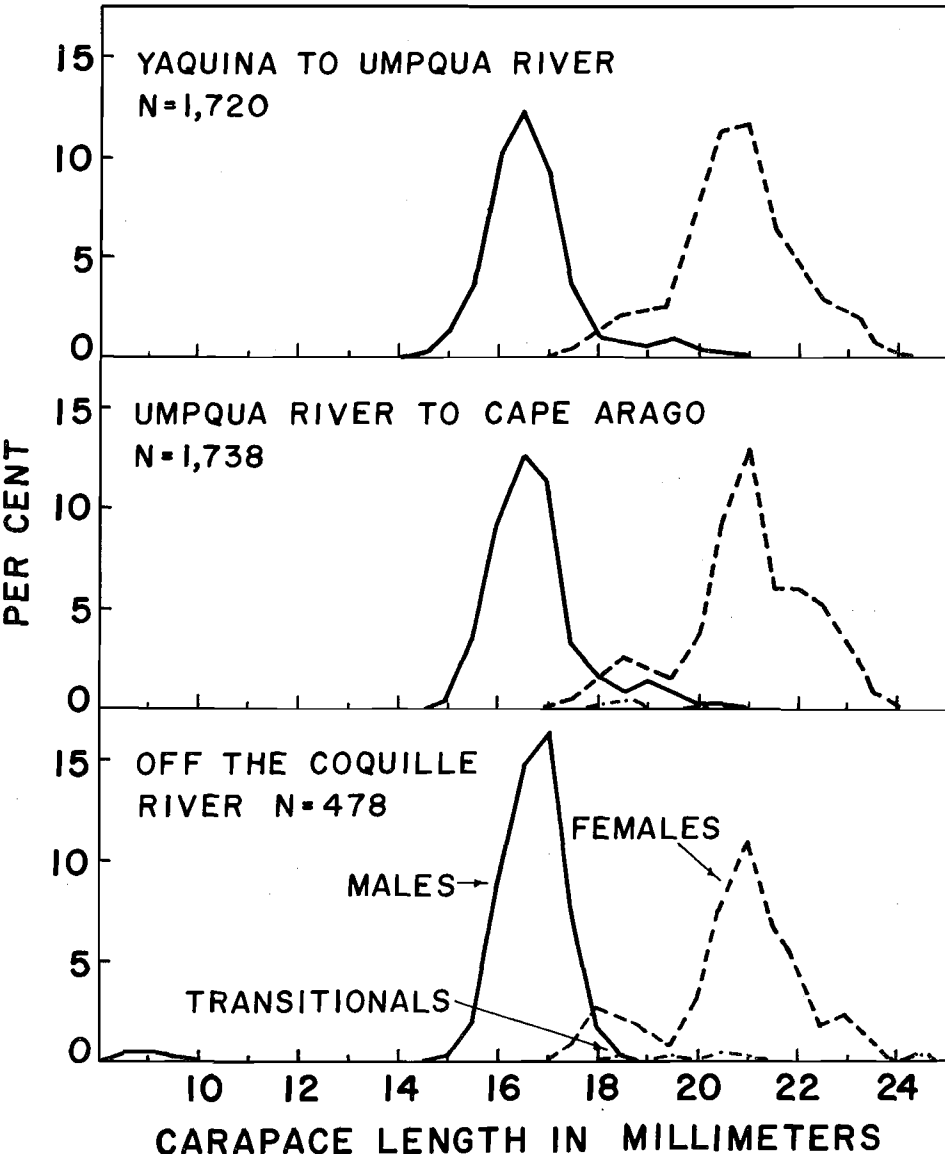 YAQUINA TO UMPQUA RIVER
N=1,720
15
10
5
0
UMPQUA RIVER TO CAPE ARAGO
N=1,738
15
10
5
0
PER CENT
OFF THE COQUILLE
RIVER N=478
15
10
5
0
FEMALES
MALES
TRANSITIONALS
10 12 14 16 18 20 22 24
CARAPACE LENGTH IN MILLIMETERS